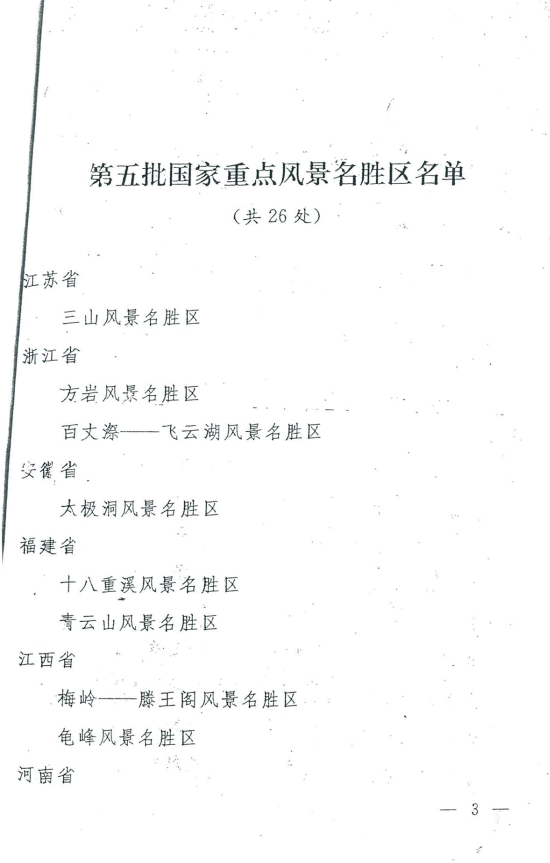 第五批国家重点风景名胜区名单
（共26处）
江苏省
三山风景名胜区
浙江省
方岩风景名胜区
百丈漈——飞云湖风景名胜区
安徽省
太极洞风景名胜区
福建省
十八重溪风景名胜区
青云山风景名胜区
江西省
梅岭——滕王阁风景名胜区
龟峰风景名胜区
河南省
— 3 —